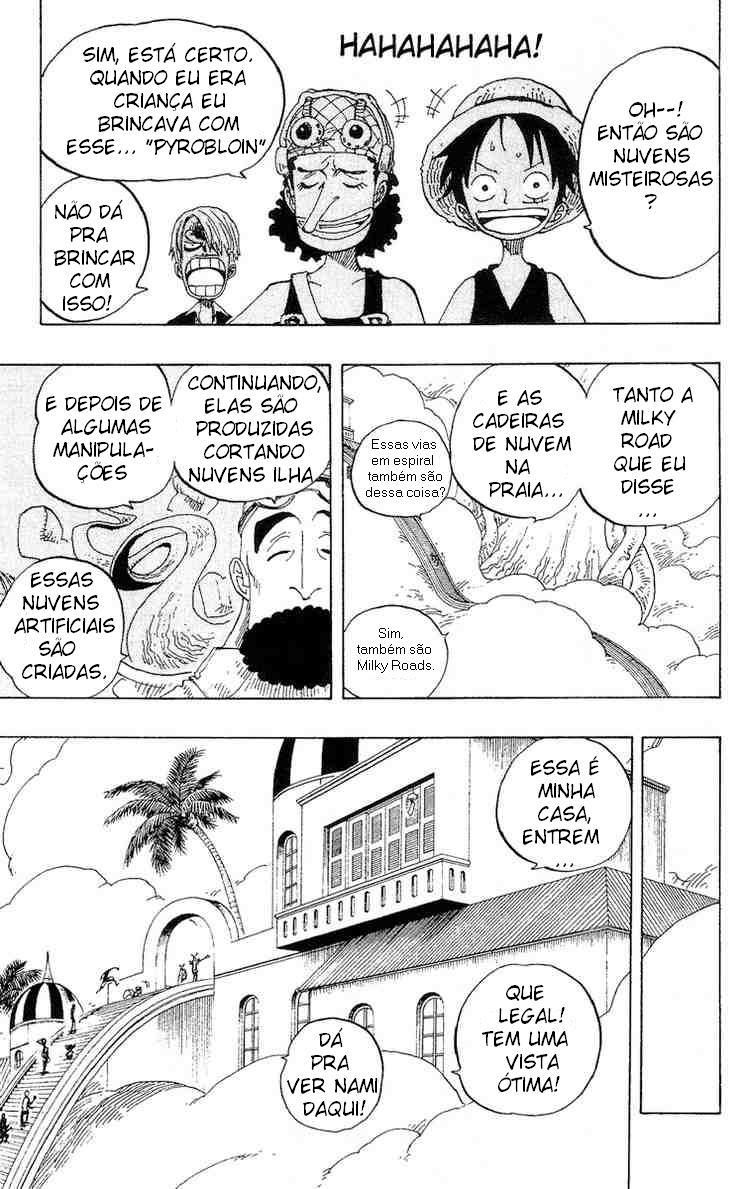 HAHAHAHAHA!
OH--!
ENTÃO SÃO
NUVENS
MISTEIROSAS
?
SIM, ESTÁ CERTO.
QUANDO EU ERA
CRIANÇA EU
BRINCAVA COM
ESSE... "PYROBLOIN"
NÃO DÁ
PRA
BRINCAR
COM
ISSO!
TANTO A
MILKY
ROAD
QUE EU
DISSE
...
E AS
CADEIRAS
DE NUVEM
NA
PRAIA...
Essas vias
em espiral
também são
dessa coisa?
Sim,
também são
Milky Roads.
CONTINUANDO,
ELAS SÃO
PRODUZIDAS
CORTANDO
NUVENS ILHA
E DEPOIS DE
ALGUMAS
MANIPULA-
ÇÕES
ESSAS
NUVENS
ARTIFICIAIS
SÃO
CRIADAS.
ESSA É
MINHA
CASA,
ENTREM
...
QUE
LEGAL!
TEM UMA
VISTA
ÓTIMA!
DÁ
PRA
VER NAMI
DAQUI!